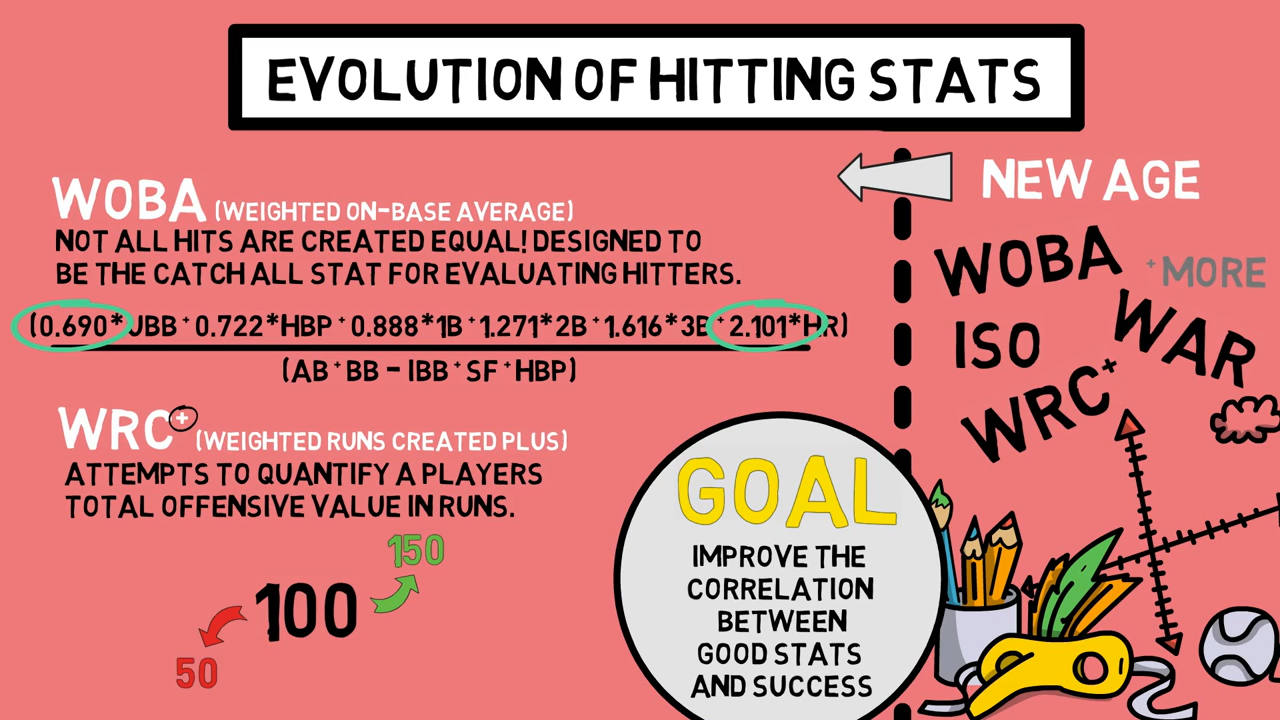 EVOLUTION OF HITTING STATS
WOBA (WEIGHTED ON-BASE AVERAGE)
NOT ALL HITS ARE CREATED EQUAL! DESIGNED TO
BE THE CATCH ALL STAT FOR EVALUATING HITTERS.
(0.690* UBB + 0.722*HBP + 0.888*1B + 1.271*2B + 1.616*3B + 2.101*HR)
(AB + BB - IBB + SF + HBP)
WRC+ (WEIGHTED RUNS CREATED PLUS)
ATTEMPTS TO QUANTIFY A PLAYERS
TOTAL OFFENSIVE VALUE IN RUNS.
150
100
50
GOAL
IMPROVE THE
CORRELATION
BETWEEN
GOOD STATS
AND SUCCESS
NEW AGE
WOBA
+MORE
ISO
WAR
WRC+